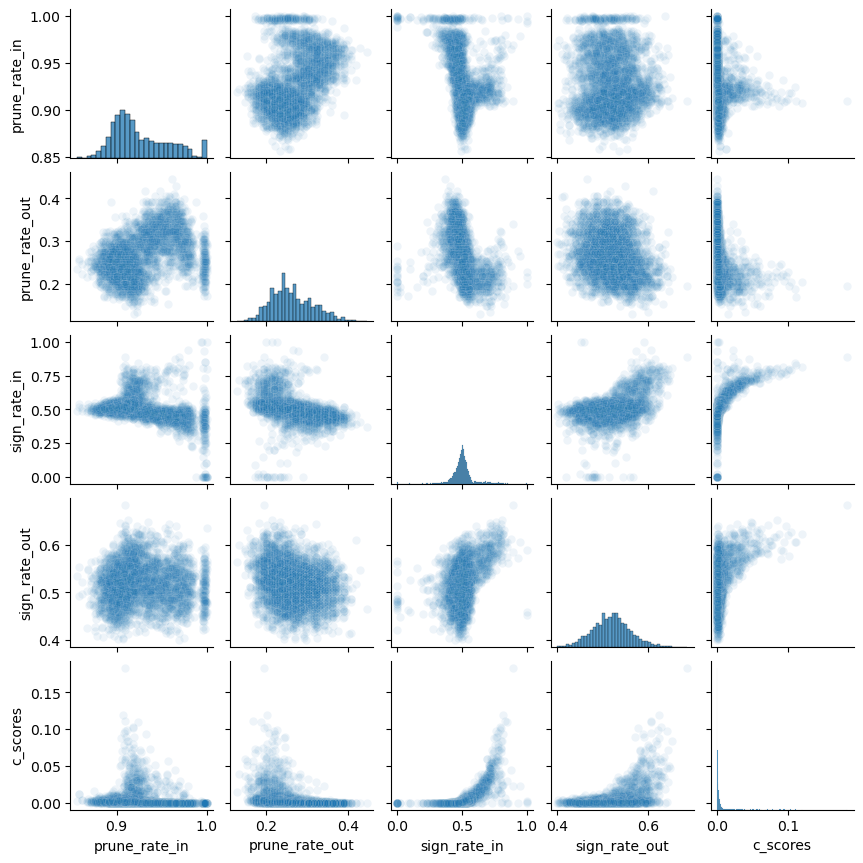 1.00
0.95
0.90
0.85
prune_rate_in
0.4
0.3
0.2
prune_rate_out
1.00
0.75
0.50
0.25
0.00
sign_rate_in
0.6
0.5
0.4
sign_rate_out
0.15
0.10
0.05
0.00
c_scores
0.9 1.0
prune_rate_in
0.2 0.4
prune_rate_out
0.0 0.5 1.0
sign_rate_in
0.4 0.6
sign_rate_out
0.0 0.1
c_scores